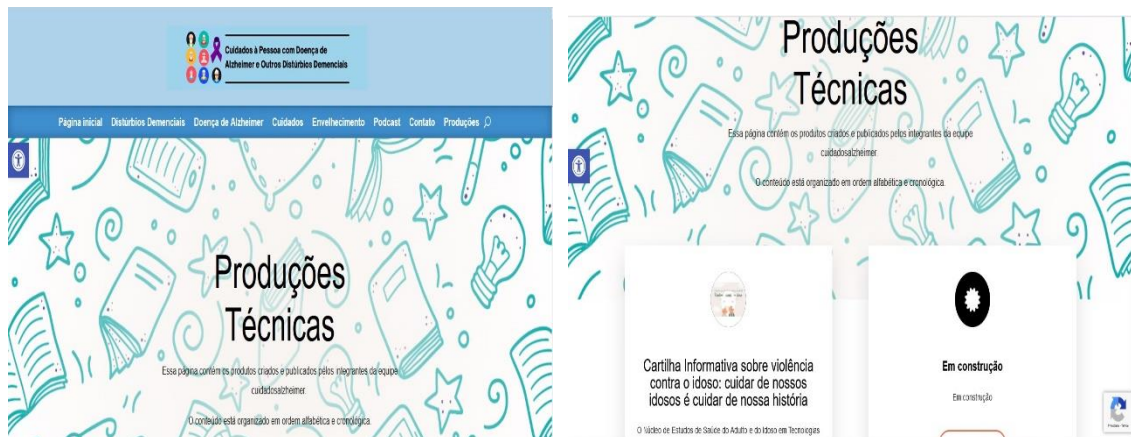 Cuidados à Pessoa com Doença de
Alzheimer e Outros Distúrbios Demenciais
Página inicial Distúrbios Demenciais Doença de Alzheimer Cuidados Envelhecimento Podcast Contato Produções
Produções
Técnicas
Essa página contém os produtos criados e publicados pelos integrantes da equipe
cuidadosalzheimer.
O conteúdo está organizado em ordem alfabética e cronológica.
Produções
Técnicas
Essa página contém os produtos criados e publicados pelos integrantes da equipe
cuidadosalzheimer.
O conteúdo está organizado em ordem alfabética e cronológica.
Cartilha Informativa sobre violência
contra o idoso: cuidar de nossos
idosos é cuidar de nossa história
O Núcleo de Estudos de Saúde do Adulto e do Idoso em Tecnologias
Em construção
Em construção